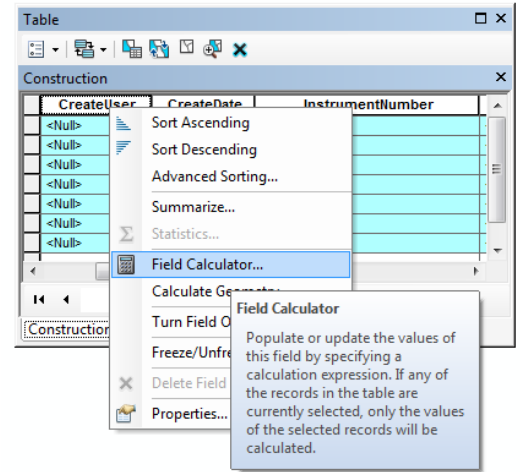 Table
Construction
CreateUser CreateDate InstrumentNumber
<Null>
<Null>
<Null>
<Null>
<Null>
<Null>
<Null>
Sort Ascending
Sort Descending
Advanced Sorting...
Summarize...
Σ Statistics...
Field Calculator...
Calculate Geometry
Turn Field O
Freeze/Unfre
Delete Field
Properties...
Construction
Field Calculator
Populate or update the values of
this field by specifying a
calculation expression. If any of
the records in the table are
currently selected, only the values
of the selected records will be
calculated.